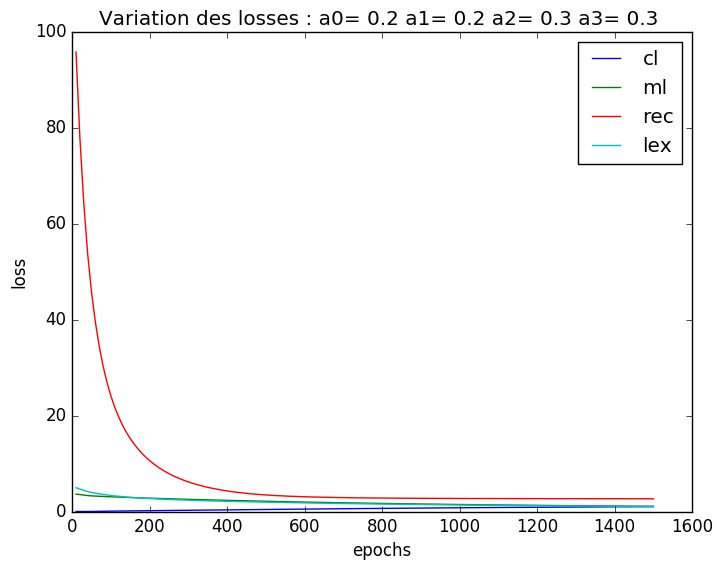 Variation des losses : a0= 0.2 a1= 0.2 a2= 0.3 a3= 0.3
100
80
60
40
20
0
loss
cl
ml
rec
lex
0 200 400 600 800 1000 1200 1400 1600
epochs